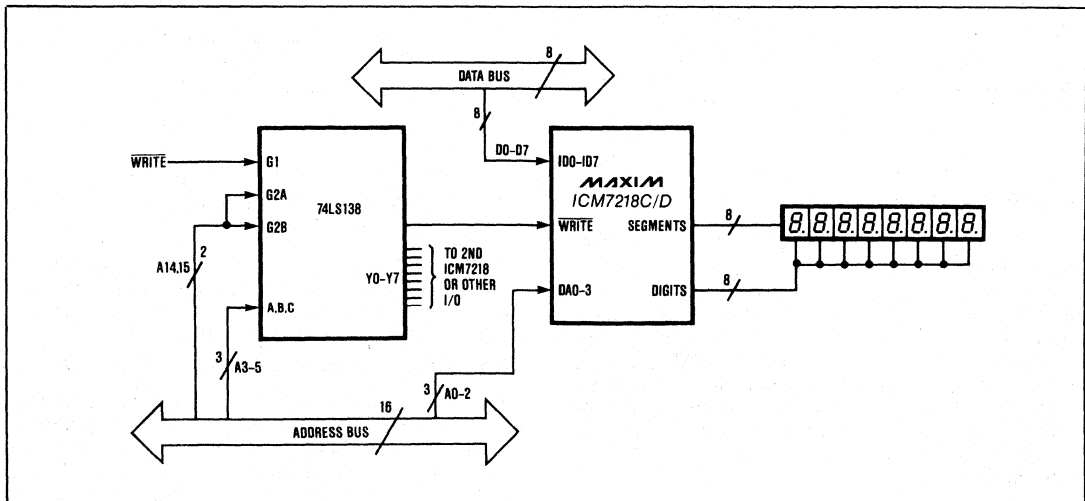 8
DATA BUS
8
D0-D7
WRITE
G1
G2A
G2B
74LS138
A14,15
2
Y0-Y7
TO 2ND
ICM7218
OR OTHER
I/O
A,B,C
3
A3-5
ID0-ID7
MAXIM
ICM7218C/D
WRITE
SEGMENTS
8
8.8.8.8.8.8.8.8.
DA0-3
DIGITS
8
3
A0-2
16
ADDRESS BUS